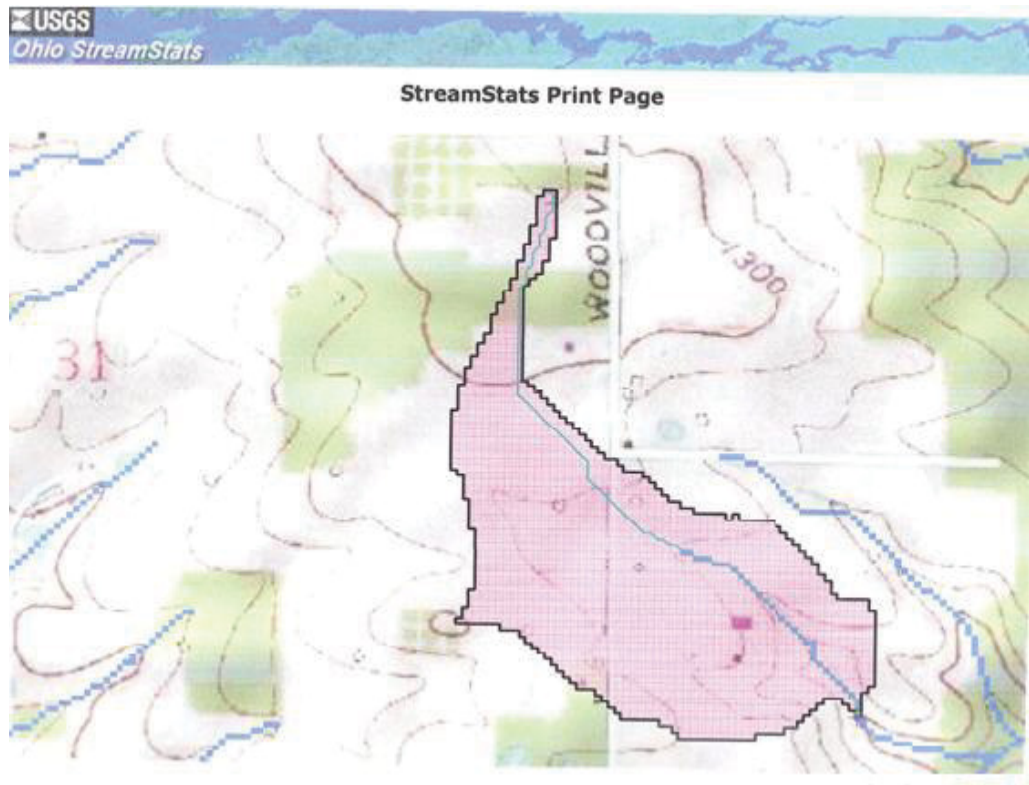 USGS
Ohio StreamStats
StreamStats Print Page
WOODVILL
1300
31